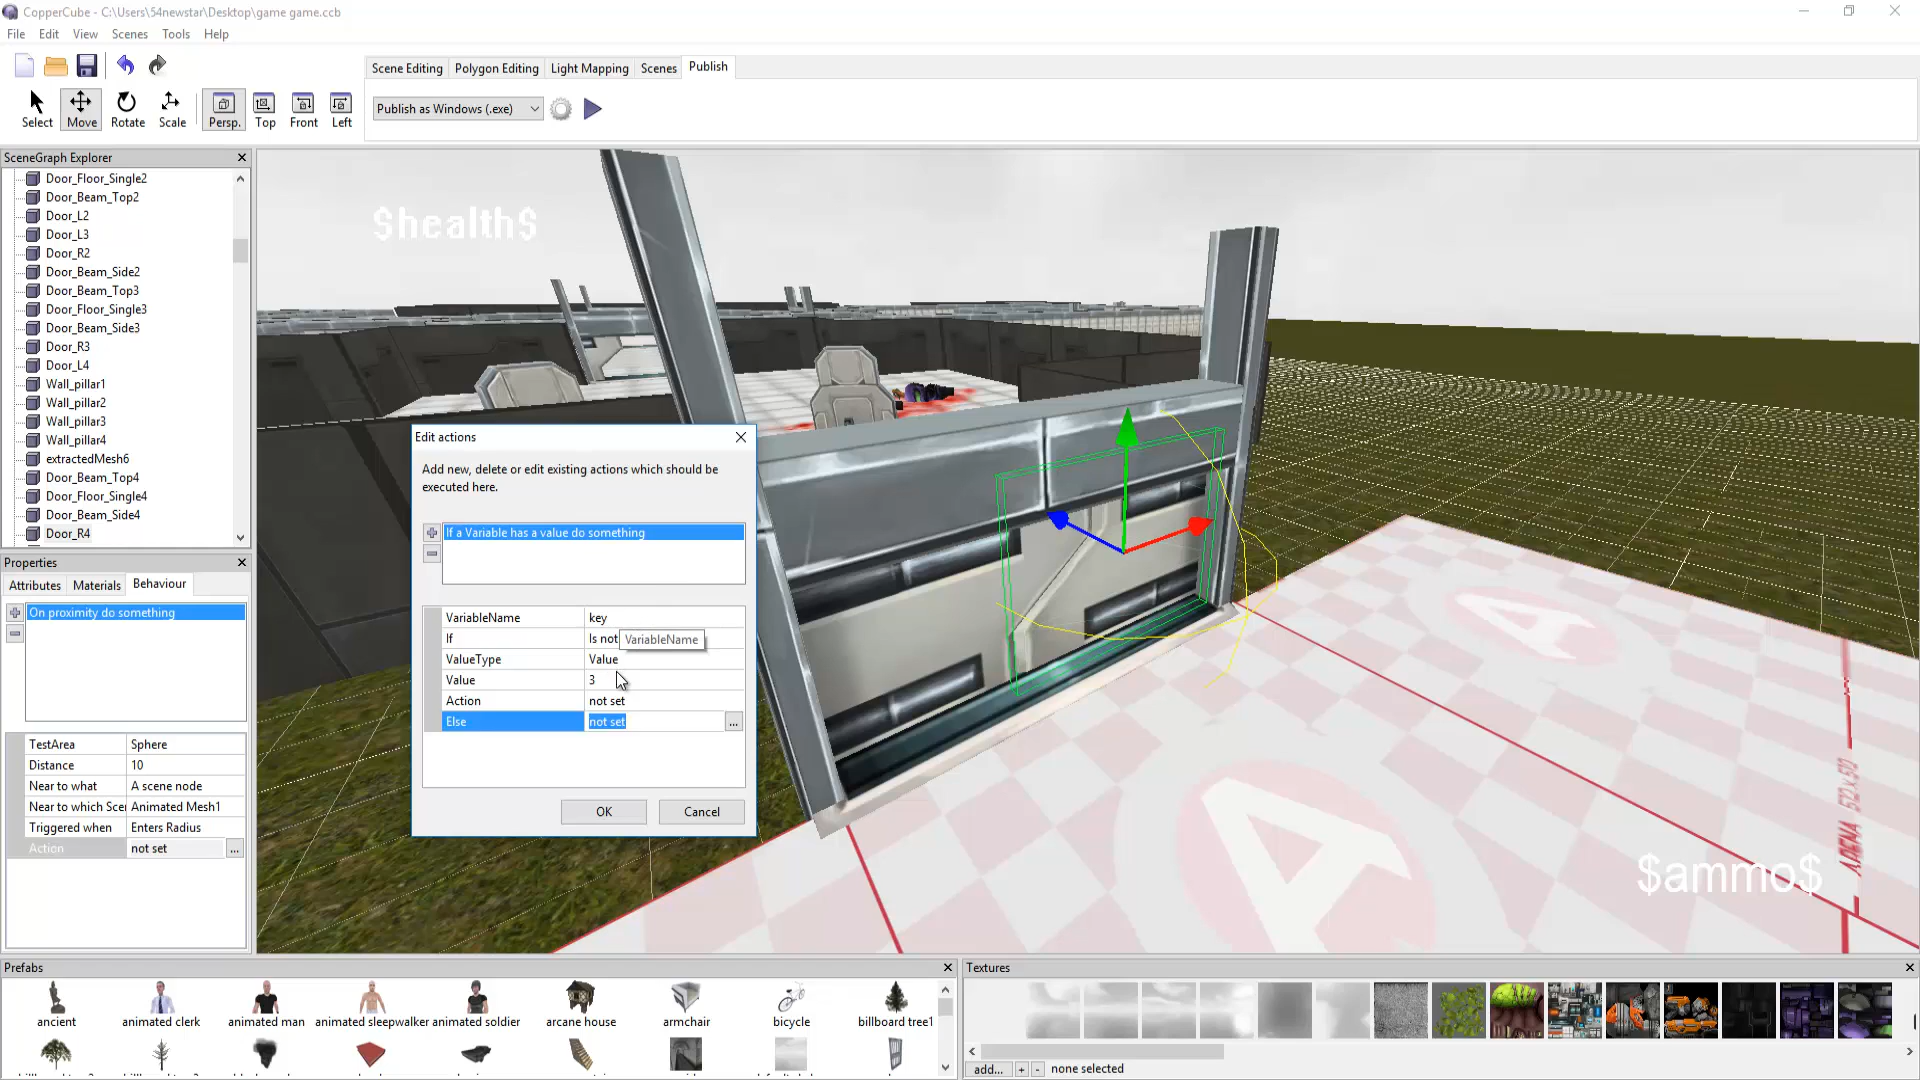 CopperCube - C:\Users\54newstar\Desktop\game game.ccb
File Edit View Scenes Tools Help
Scene Editing Polygon Editing Light Mapping Scenes Publish
Select Move Rotate Scale Persp. Top Front Left
Publish as Windows (.exe)
SceneGraph Explorer
Door_Floor_Single2
Door_Beam_Top2
Door_L2
Door_L3
Door_R2
Door_Beam_Side2
Door_Beam_Top3
Door_Floor_Single3
Door_Beam_Side3
Door_R3
Door_L4
Wall_pillar1
Wall_pillar2
Wall_pillar3
Wall_pillar4
extractedMesh6
Door_Beam_Top4
Door_Floor_Single4
Door_Beam_Side4
Door_R4
Properties
Attributes Materials Behaviour
On proximity do something
TestArea Sphere
Distance 10
Near to what A scene node
Near to which Scen Animated Mesh1
Triggered when Enters Radius
Action not set ...
$health$
Edit actions
Add new, delete or edit existing actions which should be
executed here.
If a Variable has a value do something
VariableName key
If Is not
VariableName
ValueType Value
Value 3
Action not set
Else not set ...
OK Cancel
$ammo$
ARENA 512x512
A
A
Prefabs
ancient animated clerk animated man animated sleepwalker animated soldier arcane house armchair bicycle billboard tree1
Textures
add... + - none selected